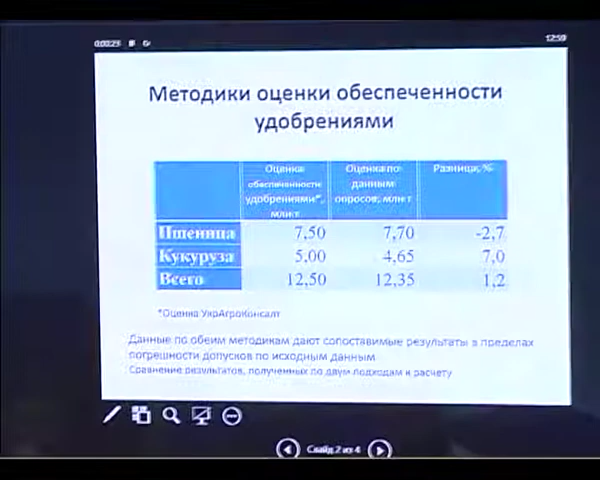 0:00:23
12:59
Методики оценки обеспеченности
удобрениями
Оценка обеспеченности удобрениями*, млн т
Оценка по данным опросов, млн т
Разница, %
Пшеница 7,50 7,70 -2,7
Кукуруза 5,00 4,65 7,0
Всего 12,50 12,35 1,2
*Оценка УкрАгроКонсалт
Данные по обеим методикам дают сопоставимые результаты в пределах
погрешности допусков по исходным данным
Сравнение результатов, полученных по двум подходам к расчету
Слайд 2 из 4